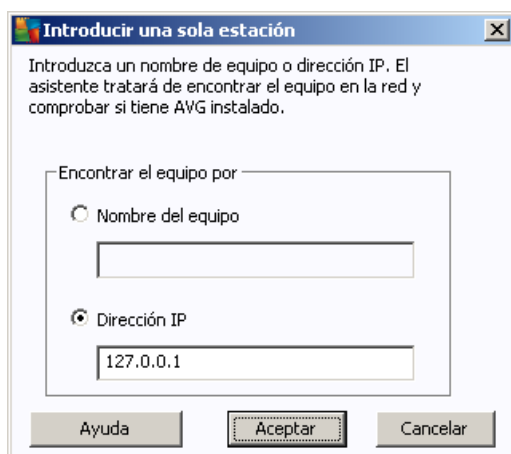 Introducir una sola estación
Introduzca un nombre de equipo o dirección IP. El
asistente tratará de encontrar el equipo en la red y
comprobar si tiene AVG instalado.
Encontrar el equipo por
Nombre del equipo
Dirección IP
127.0.0.1
Ayuda
Aceptar
Cancelar